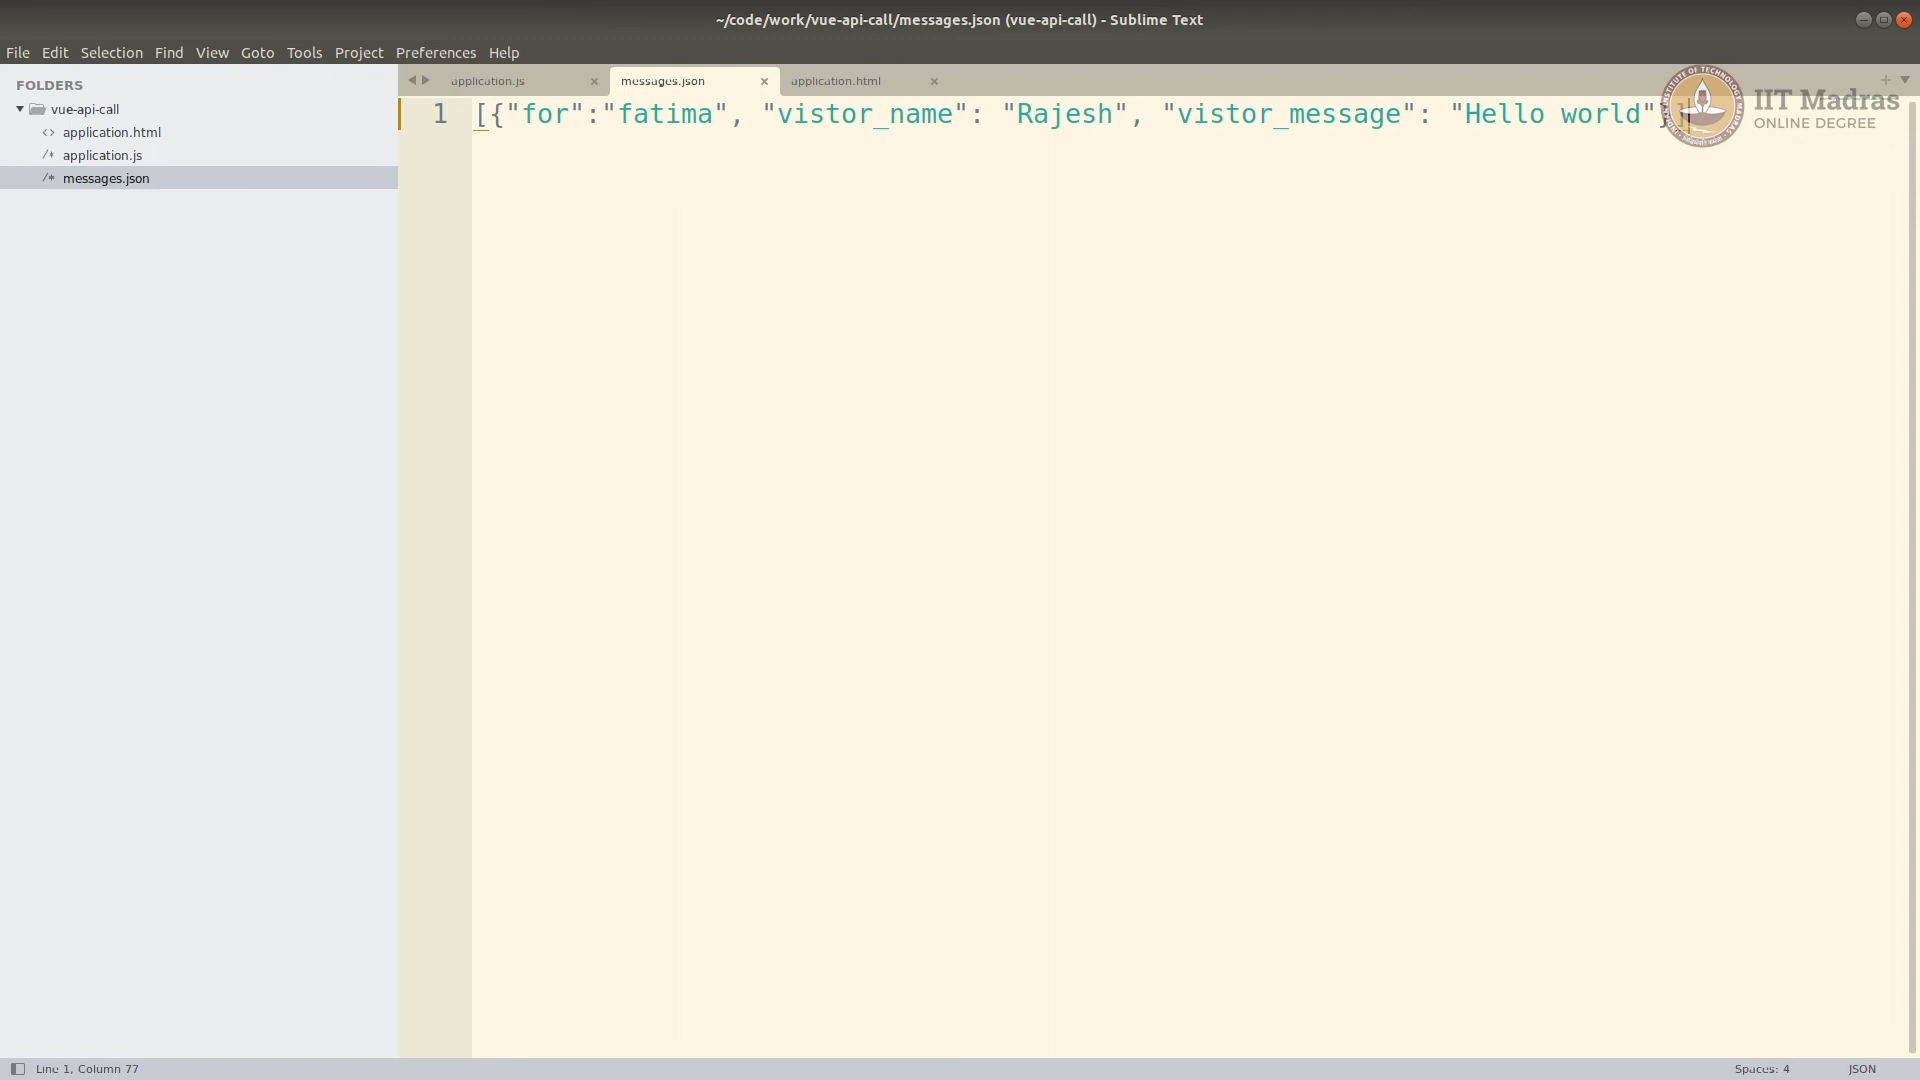 ~/code/work/vue-api-call/messages.json (vue-api-call) - Sublime Text
File Edit Selection Find View Goto Tools Project Preferences Help
FOLDERS
vue-api-call
application.html
application.js
messages.json
application.js
messages.json
application.html
1 [{"for":"fatima", "vistor_name": "Rajesh", "vistor_message": "Hello world"}]
IIT Madras
ONLINE DEGREE
Line 1, Column 77
Spaces: 4
JSON